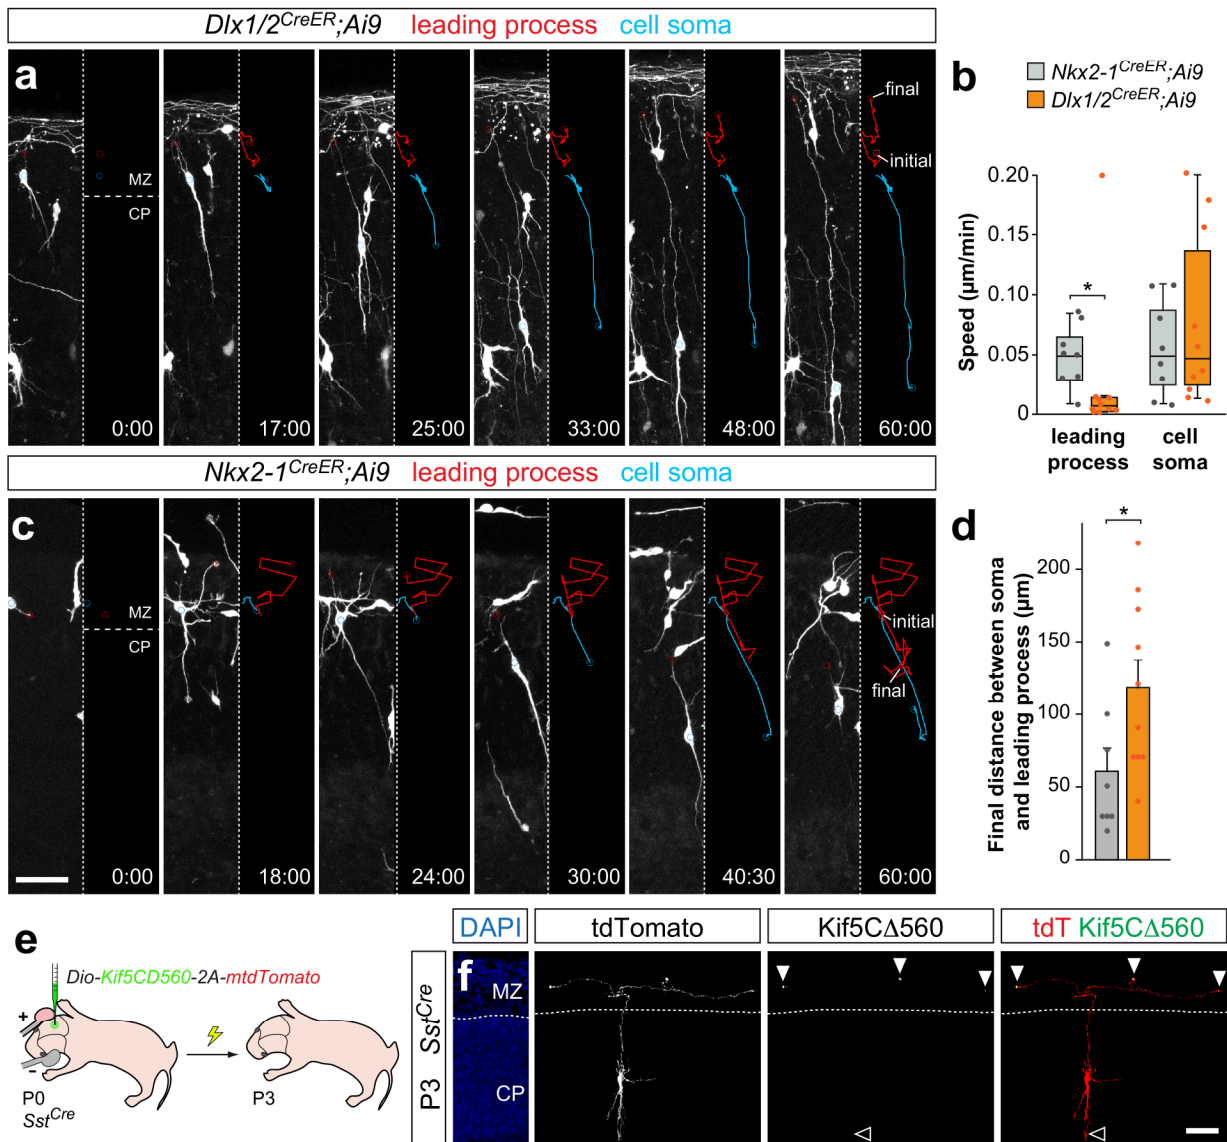 Dlx1/2CreER;Ai9 leading process cell soma
a
MZ
CP
final
initial
0:00 17:00 25:00 33:00 48:00 60:00
b
Nkx2-1CreER;Ai9
Dlx1/2CreER;Ai9
Speed (µm/min)
0.20
0.15
0.10
0.05
0
*
leading process
cell soma
Nkx2-1CreER;Ai9 leading process cell soma
c
MZ
CP
initial
final
0:00 18:00 24:00 30:00 40:30 60:00
d
Final distance between soma
and leading process (µm)
200
150
100
50
0
*
e
Dio-Kif5CD560-2A-mtdTomato
+
-
P0
SstCre
P3
P3 SstCre
DAPI tdTomato Kif5CΔ560 tdT Kif5CΔ560
f
MZ
CP